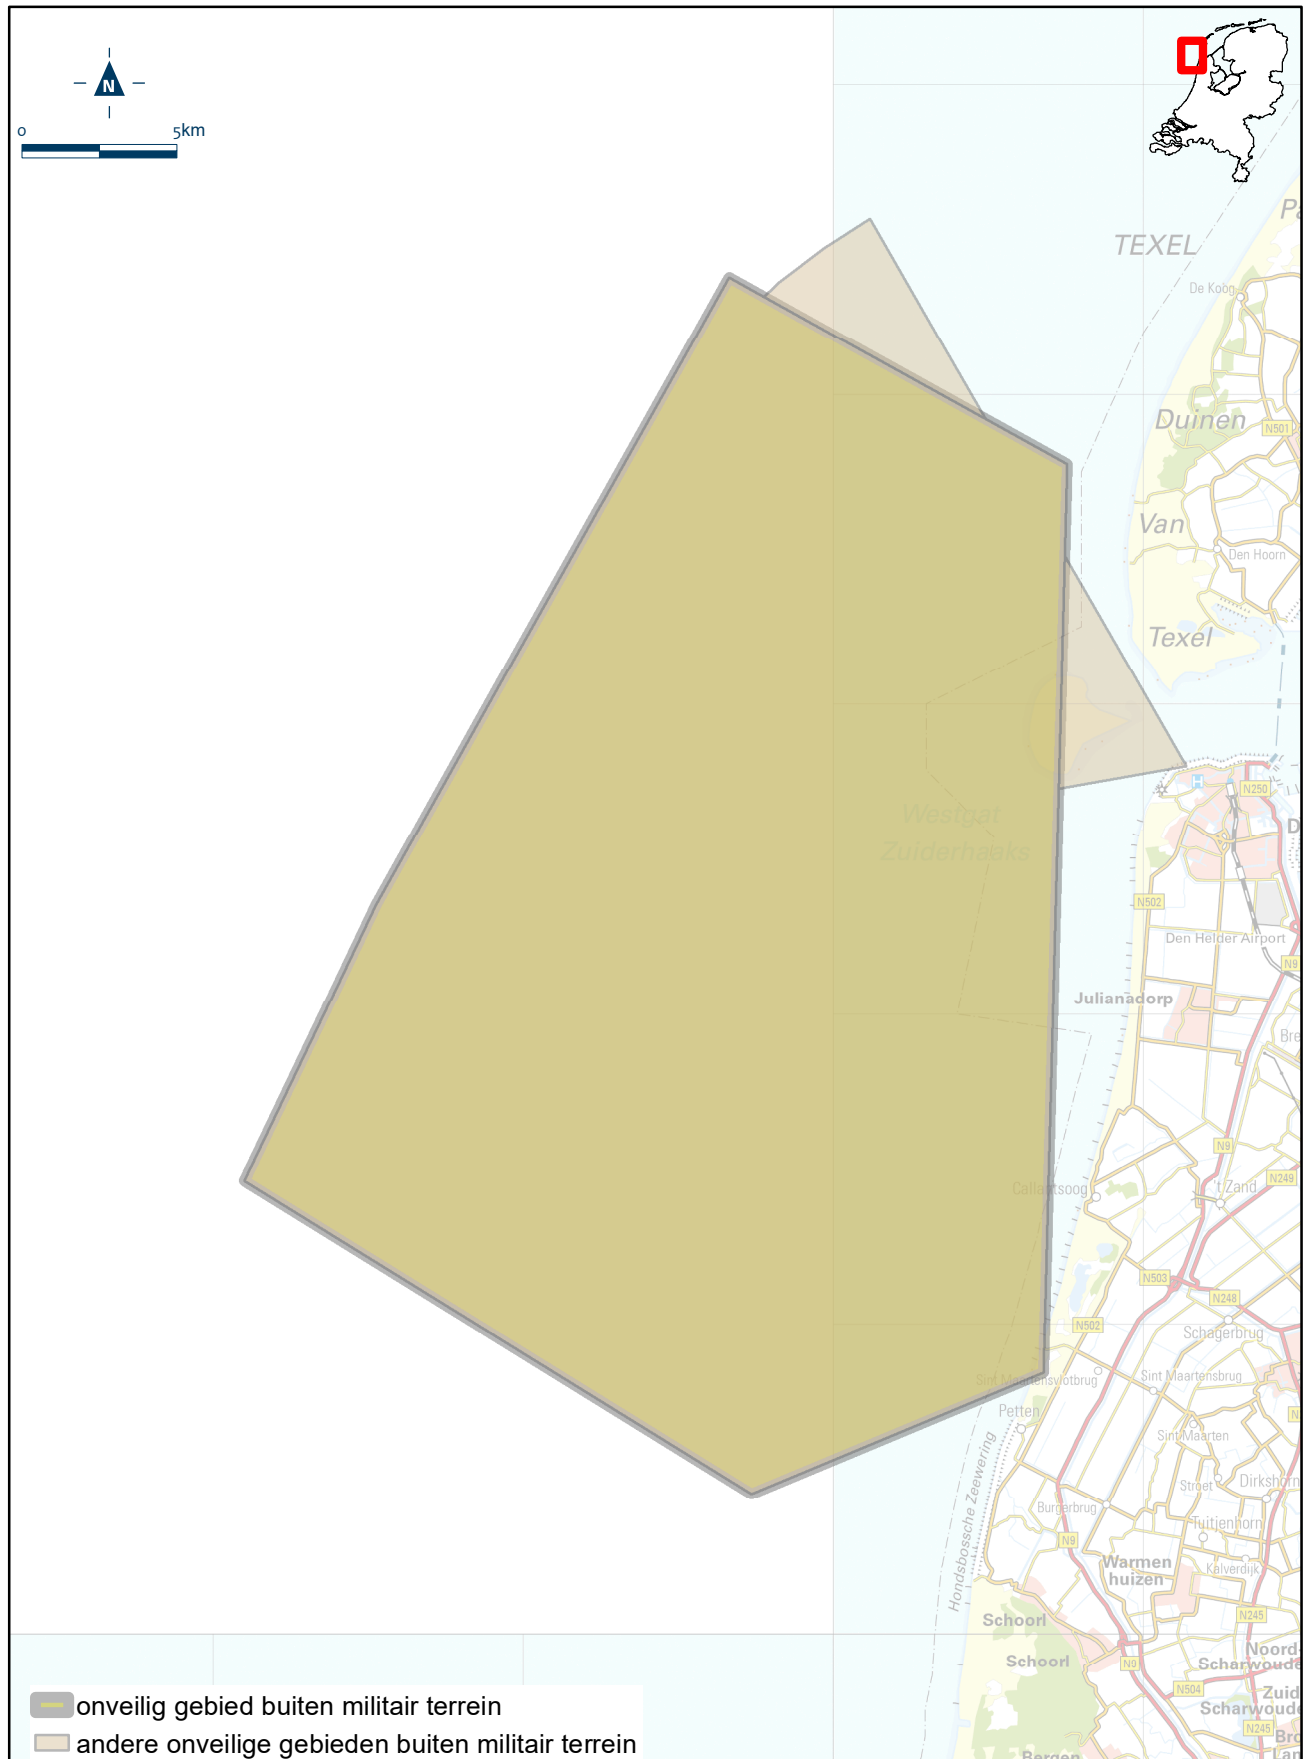 N
0 5km
TEXEL
De Koog
Duinen
N501
Van
Den Hoorn
Texel
N250
Westgat
Zuiderhaaks
N502
Den Helder Airport
N9
Julianadorp
Bre
N9
Callantsoog
't Zand
N249
N503
N248
N502
Schagerbrug
Sint Maartensvlotbrug
Sint Maartensbrug
Petten
Sint Maarten
Hondsbossche Zeewering
Stroet
Dirkshorn
Burgerbrug
Tuitjenhorn
N9
Warmen
huizen
Kalverdijk
N245
Schoorl
Schoorl
Noord-
Scharwoude
N504
Zuid
Scharwoude
N245
Bergen
onveilig gebied buiten militair terrein
andere onveilige gebieden buiten militair terrein